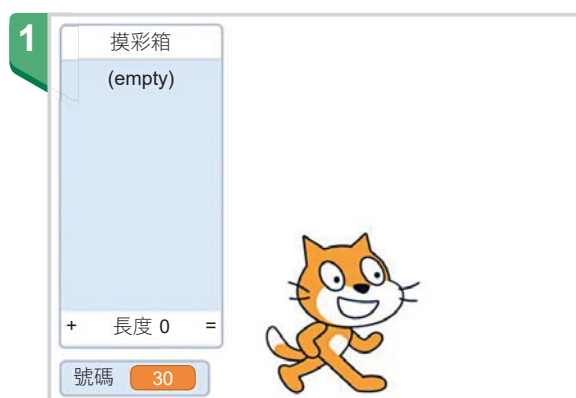 1
摸彩箱
(empty)
+ 長度 0 =
號碼 30